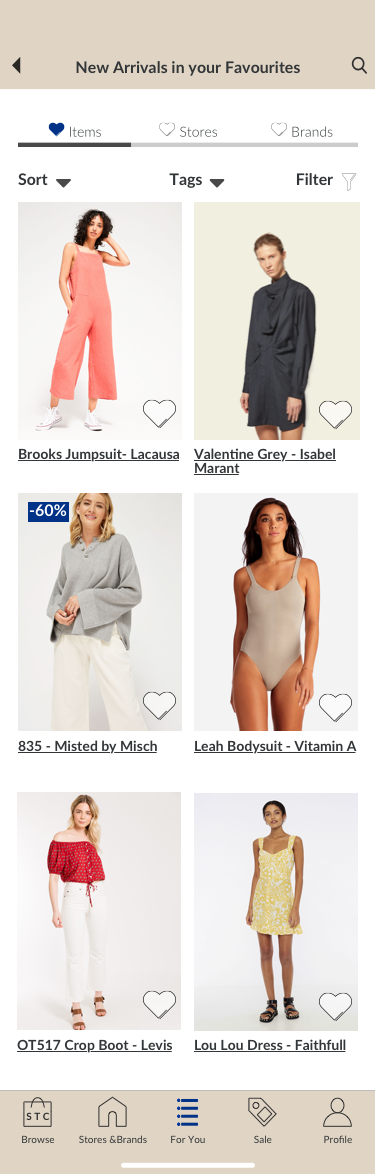 New Arrivals in your Favourites
Items
Stores
Brands
Sort
Tags
Filter
Brooks Jumpsuit- Lacausa
Valentine Grey - Isabel
Marant
-60%
835 - Misted by Misch
Leah Bodysuit - Vitamin A
OT517 Crop Boot - Levis
Lou Lou Dress - Faithfull
STC
Browse
Stores &Brands
For You
Sale
Profile